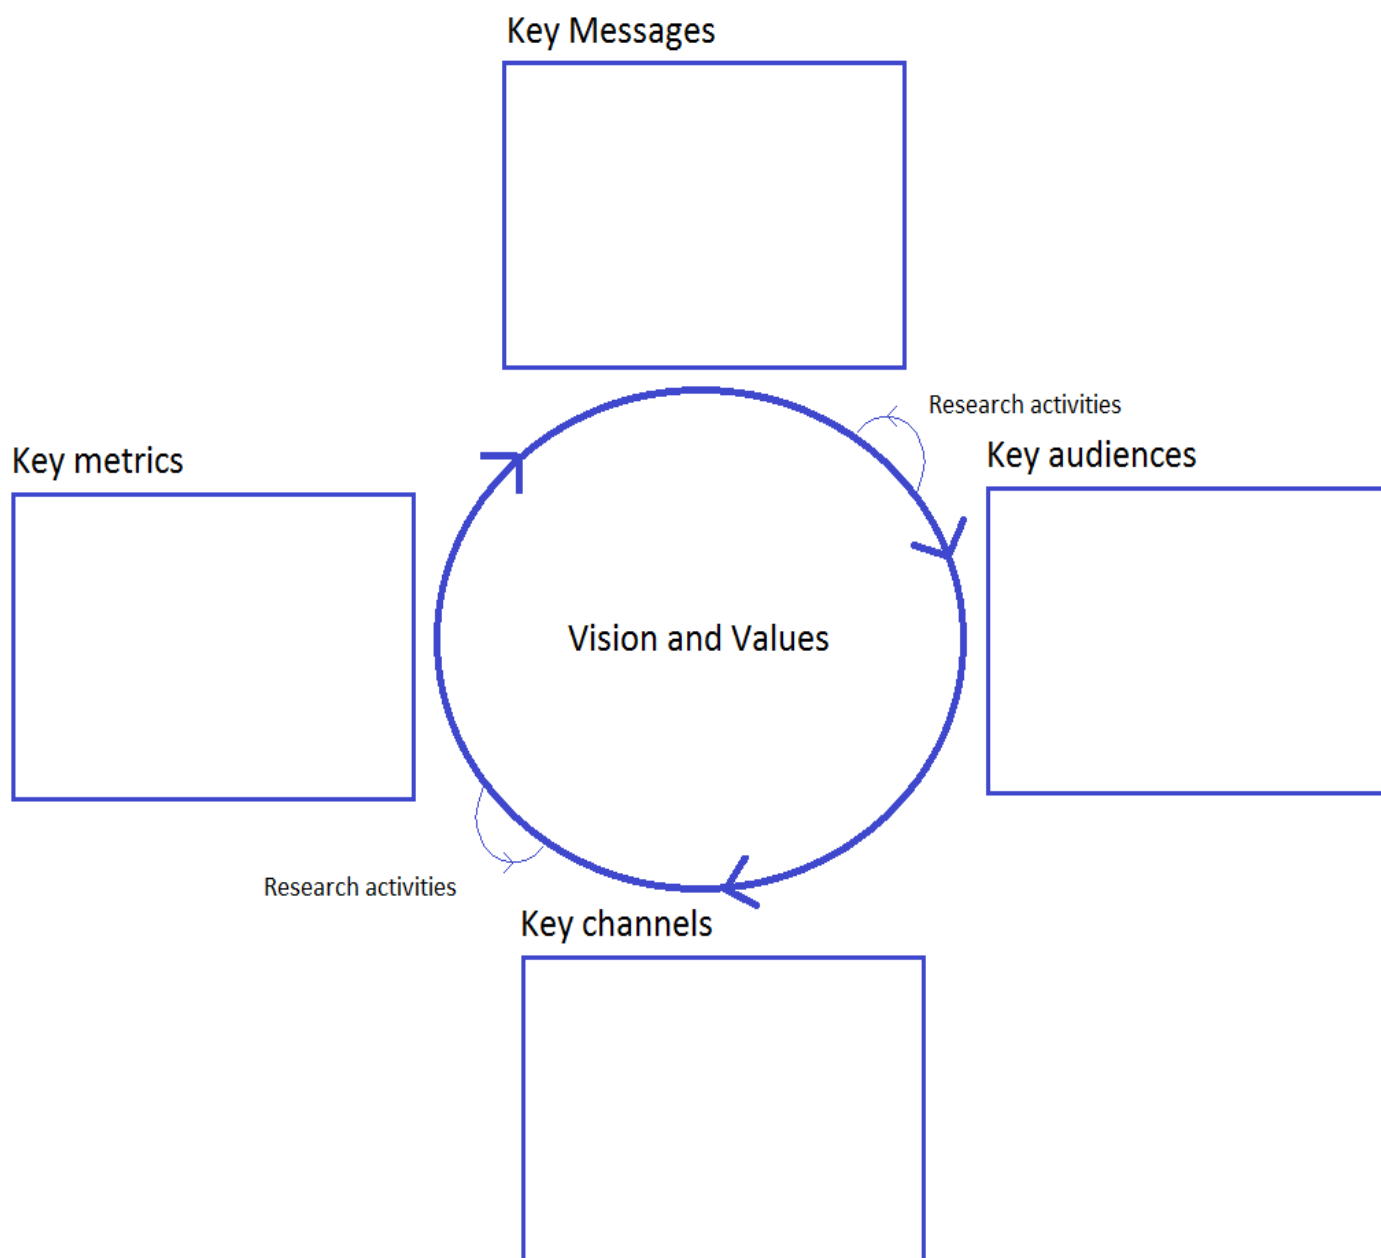 Key Messages
Research activities
Key metrics
Key audiences
Vision and Values
Research activities
Key channels